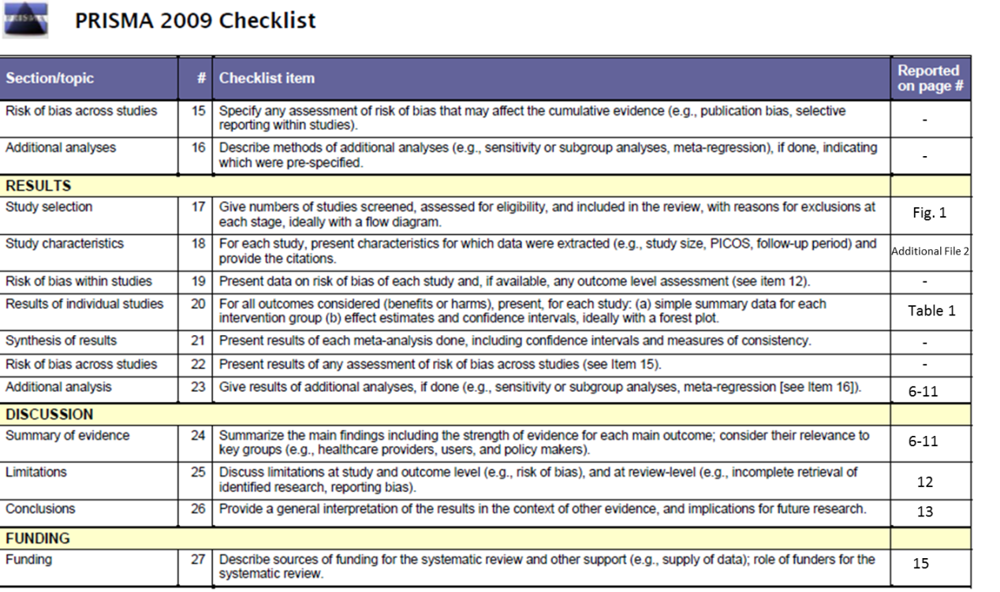 PRISMA 2009 Checklist
Section/topic # Checklist item Reported on page #
Risk of bias across studies 15 Specify any assessment of risk of bias that may affect the cumulative evidence (e.g., publication bias, selective
reporting within studies). -
Additional analyses 16 Describe methods of additional analyses (e.g., sensitivity or subgroup analyses, meta-regression), if done, indicating
which were pre-specified. -
RESULTS
Study selection 17 Give numbers of studies screened, assessed for eligibility, and included in the review, with reasons for exclusions at
each stage, ideally with a flow diagram. Fig. 1
Study characteristics 18 For each study, present characteristics for which data were extracted (e.g., study size, PICOS, follow-up period) and
provide the citations. Additional File 2
Risk of bias within studies 19 Present data on risk of bias of each study and, if available, any outcome level assessment (see item 12). -
Results of individual studies 20 For all outcomes considered (benefits or harms), present, for each study: (a) simple summary data for each
intervention group (b) effect estimates and confidence intervals, ideally with a forest plot. Table 1
Synthesis of results 21 Present results of each meta-analysis done, including confidence intervals and measures of consistency. -
Risk of bias across studies 22 Present results of any assessment of risk of bias across studies (see Item 15). -
Additional analysis 23 Give results of additional analyses, if done (e.g., sensitivity or subgroup analyses, meta-regression [see Item 16]). 6-11
DISCUSSION
Summary of evidence 24 Summarize the main findings including the strength of evidence for each main outcome; consider their relevance to
key groups (e.g., healthcare providers, users, and policy makers). 6-11
Limitations 25 Discuss limitations at study and outcome level (e.g., risk of bias), and at review-level (e.g., incomplete retrieval of
identified research, reporting bias). 12
Conclusions 26 Provide a general interpretation of the results in the context of other evidence, and implications for future research. 13
FUNDING
Funding 27 Describe sources of funding for the systematic review and other support (e.g., supply of data); role of funders for the
systematic review. 15